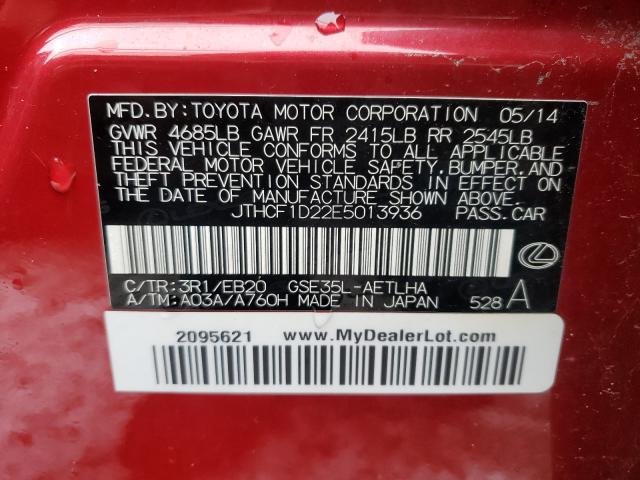 MFD.BY:TOYOTA MOTOR CORPORATION 05/14
GVWR 4685LB GAWR FR 2415LB RR 2545LB
THIS VEHICLE CONFORMS TO ALL APPLICABLE
FEDERAL MOTOR VEHICLE SAFETY,BUMPER,AND
THEFT PREVENTION STANDARDS IN EFFECT ON
THE DATE OF MANUFACTURE SHOWN ABOVE.
JTHCF1D22E5013936 PASS.CAR
C/TR:3R1/EB20 GSE35L-AETLHA
A/TM:A03A/A760H MADE IN JAPAN 528 A
2095621 www.MyDealerLot.com